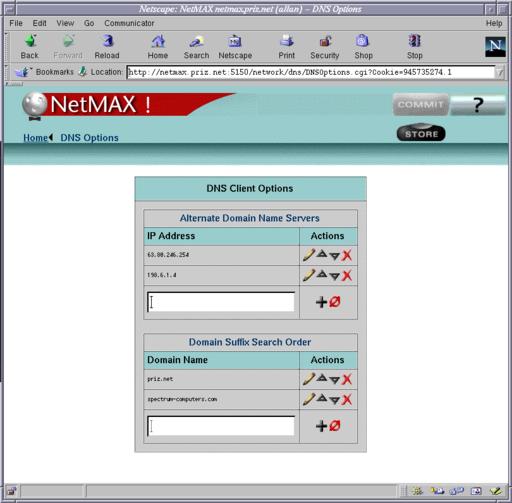 Netscape: NetMAX netmax.priz.net (allan) – DNS Options
File Edit View Go Communicator Help
Back Forward Reload Home Search Netscape Print Security Shop Stop N
Bookmarks Location: http://netmax.priz.net:5150/network/dns/DNSOptions.cgi?Cookie=945735274.1
NetMAX ! COMMIT ?
Home DNS Options STORE
DNS Client Options
Alternate Domain Name Servers
IP Address Actions
63.80.246.254
198.6.1.4
Domain Suffix Search Order
Domain Name Actions
priz.net
spectrum-computers.com